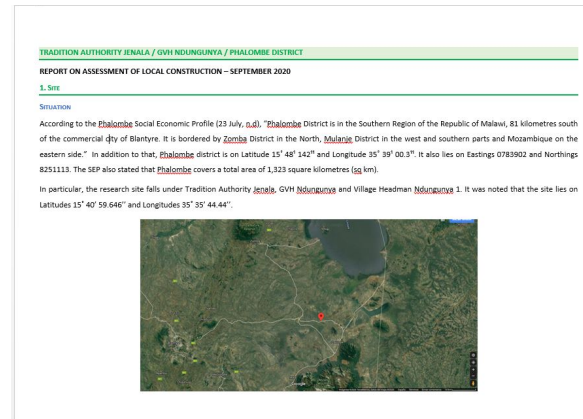 TRADITION AUTHORITY JENALA / GVH NDUNGUNYA / PHALOMBE DISTRICT
REPORT ON ASSESSMENT OF LOCAL CONSTRUCTION – SEPTEMBER 2020
1. SITE
SITUATION
According to the Phalombe Social Economic Profile (23 July, n.d), "Phalombe District is in the Southern Region of the Republic of Malawi, 81 kilometres south
of the commercial city of Blantyre. It is bordered by Zomba District in the North, Mulanje District in the west and southern parts and Mozambique on the
eastern side." In addition to that, Phalombe district is on Latitude 15° 48¹ 142" and Longitude 35° 39¹ 00.3". It also lies on Eastings 0783902 and Northings
8251113. The SEP also stated that Phalombe covers a total area of 1,323 square kilometres (sq km).
In particular, the research site falls under Tradition Authority Jenala, GVH Ndungunya and Village Headman Ndungunya 1. It was noted that the site lies on
Latitudes 15° 40' 59.646'' and Longitudes 35° 35' 44.44''.
Google